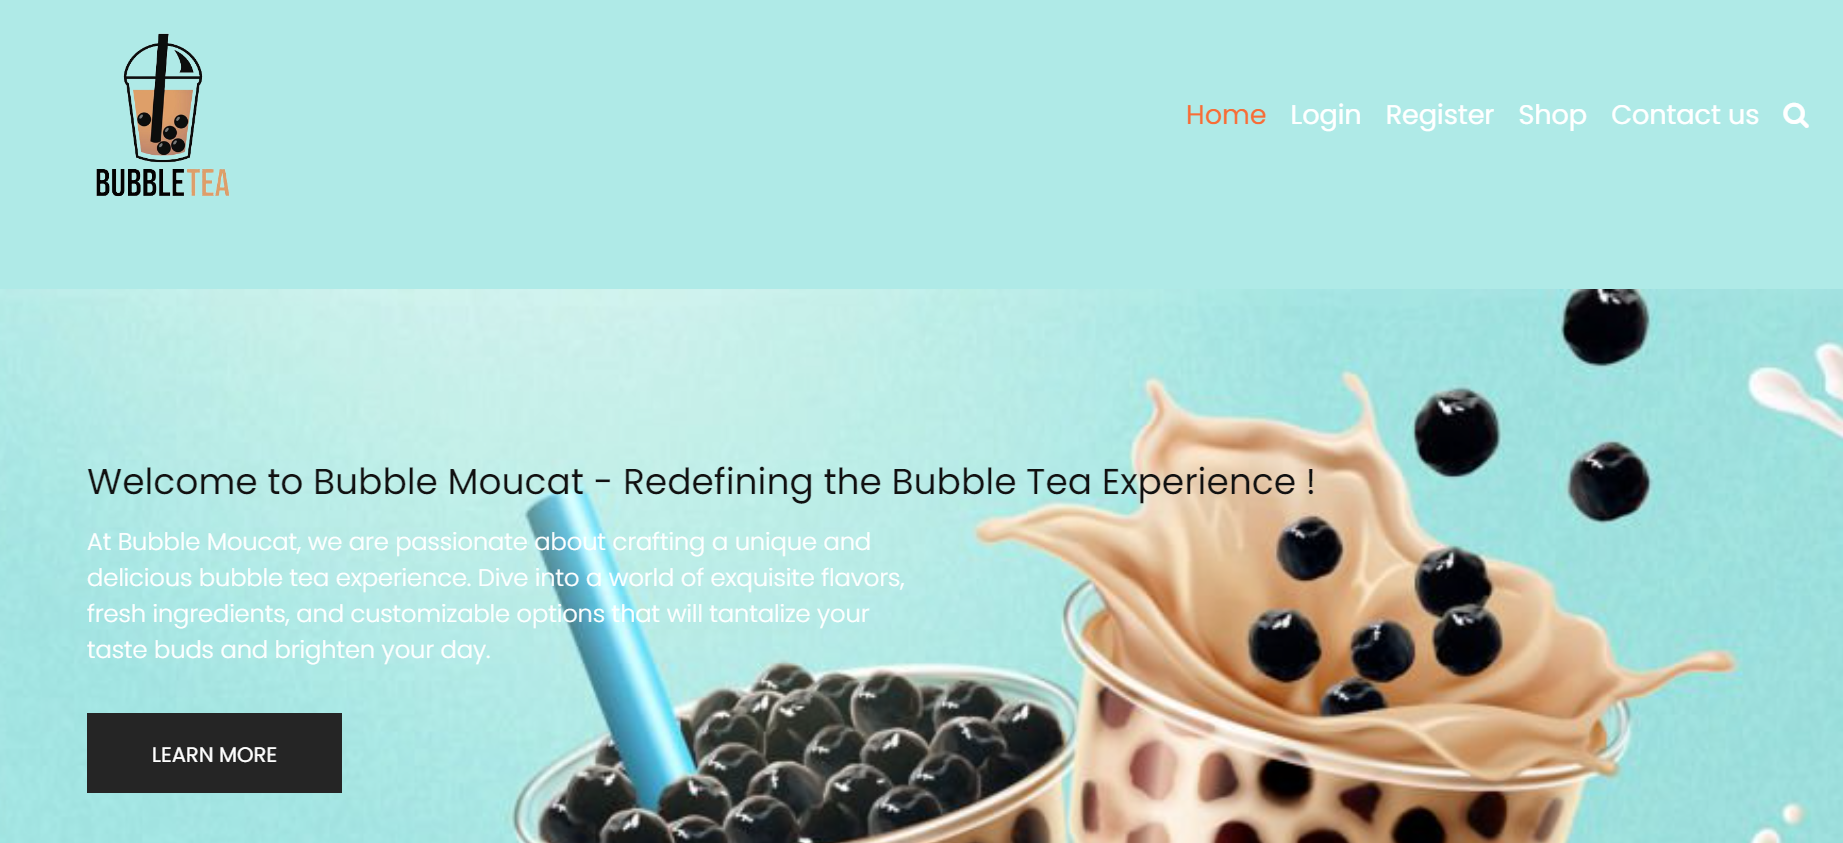 BUBBLETEA
Home Login Register Shop Contact us
Welcome to Bubble Moucat - Redefining the Bubble Tea Experience !
At Bubble Moucat, we are passionate about crafting a unique and
delicious bubble tea experience. Dive into a world of exquisite flavors,
fresh ingredients, and customizable options that will tantalize your
taste buds and brighten your day.
LEARN MORE